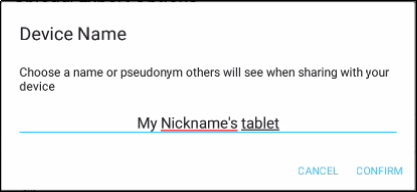 Device Name
Choose a name or pseudonym others will see when sharing with your
device
My Nickname's tablet
CANCEL CONFIRM